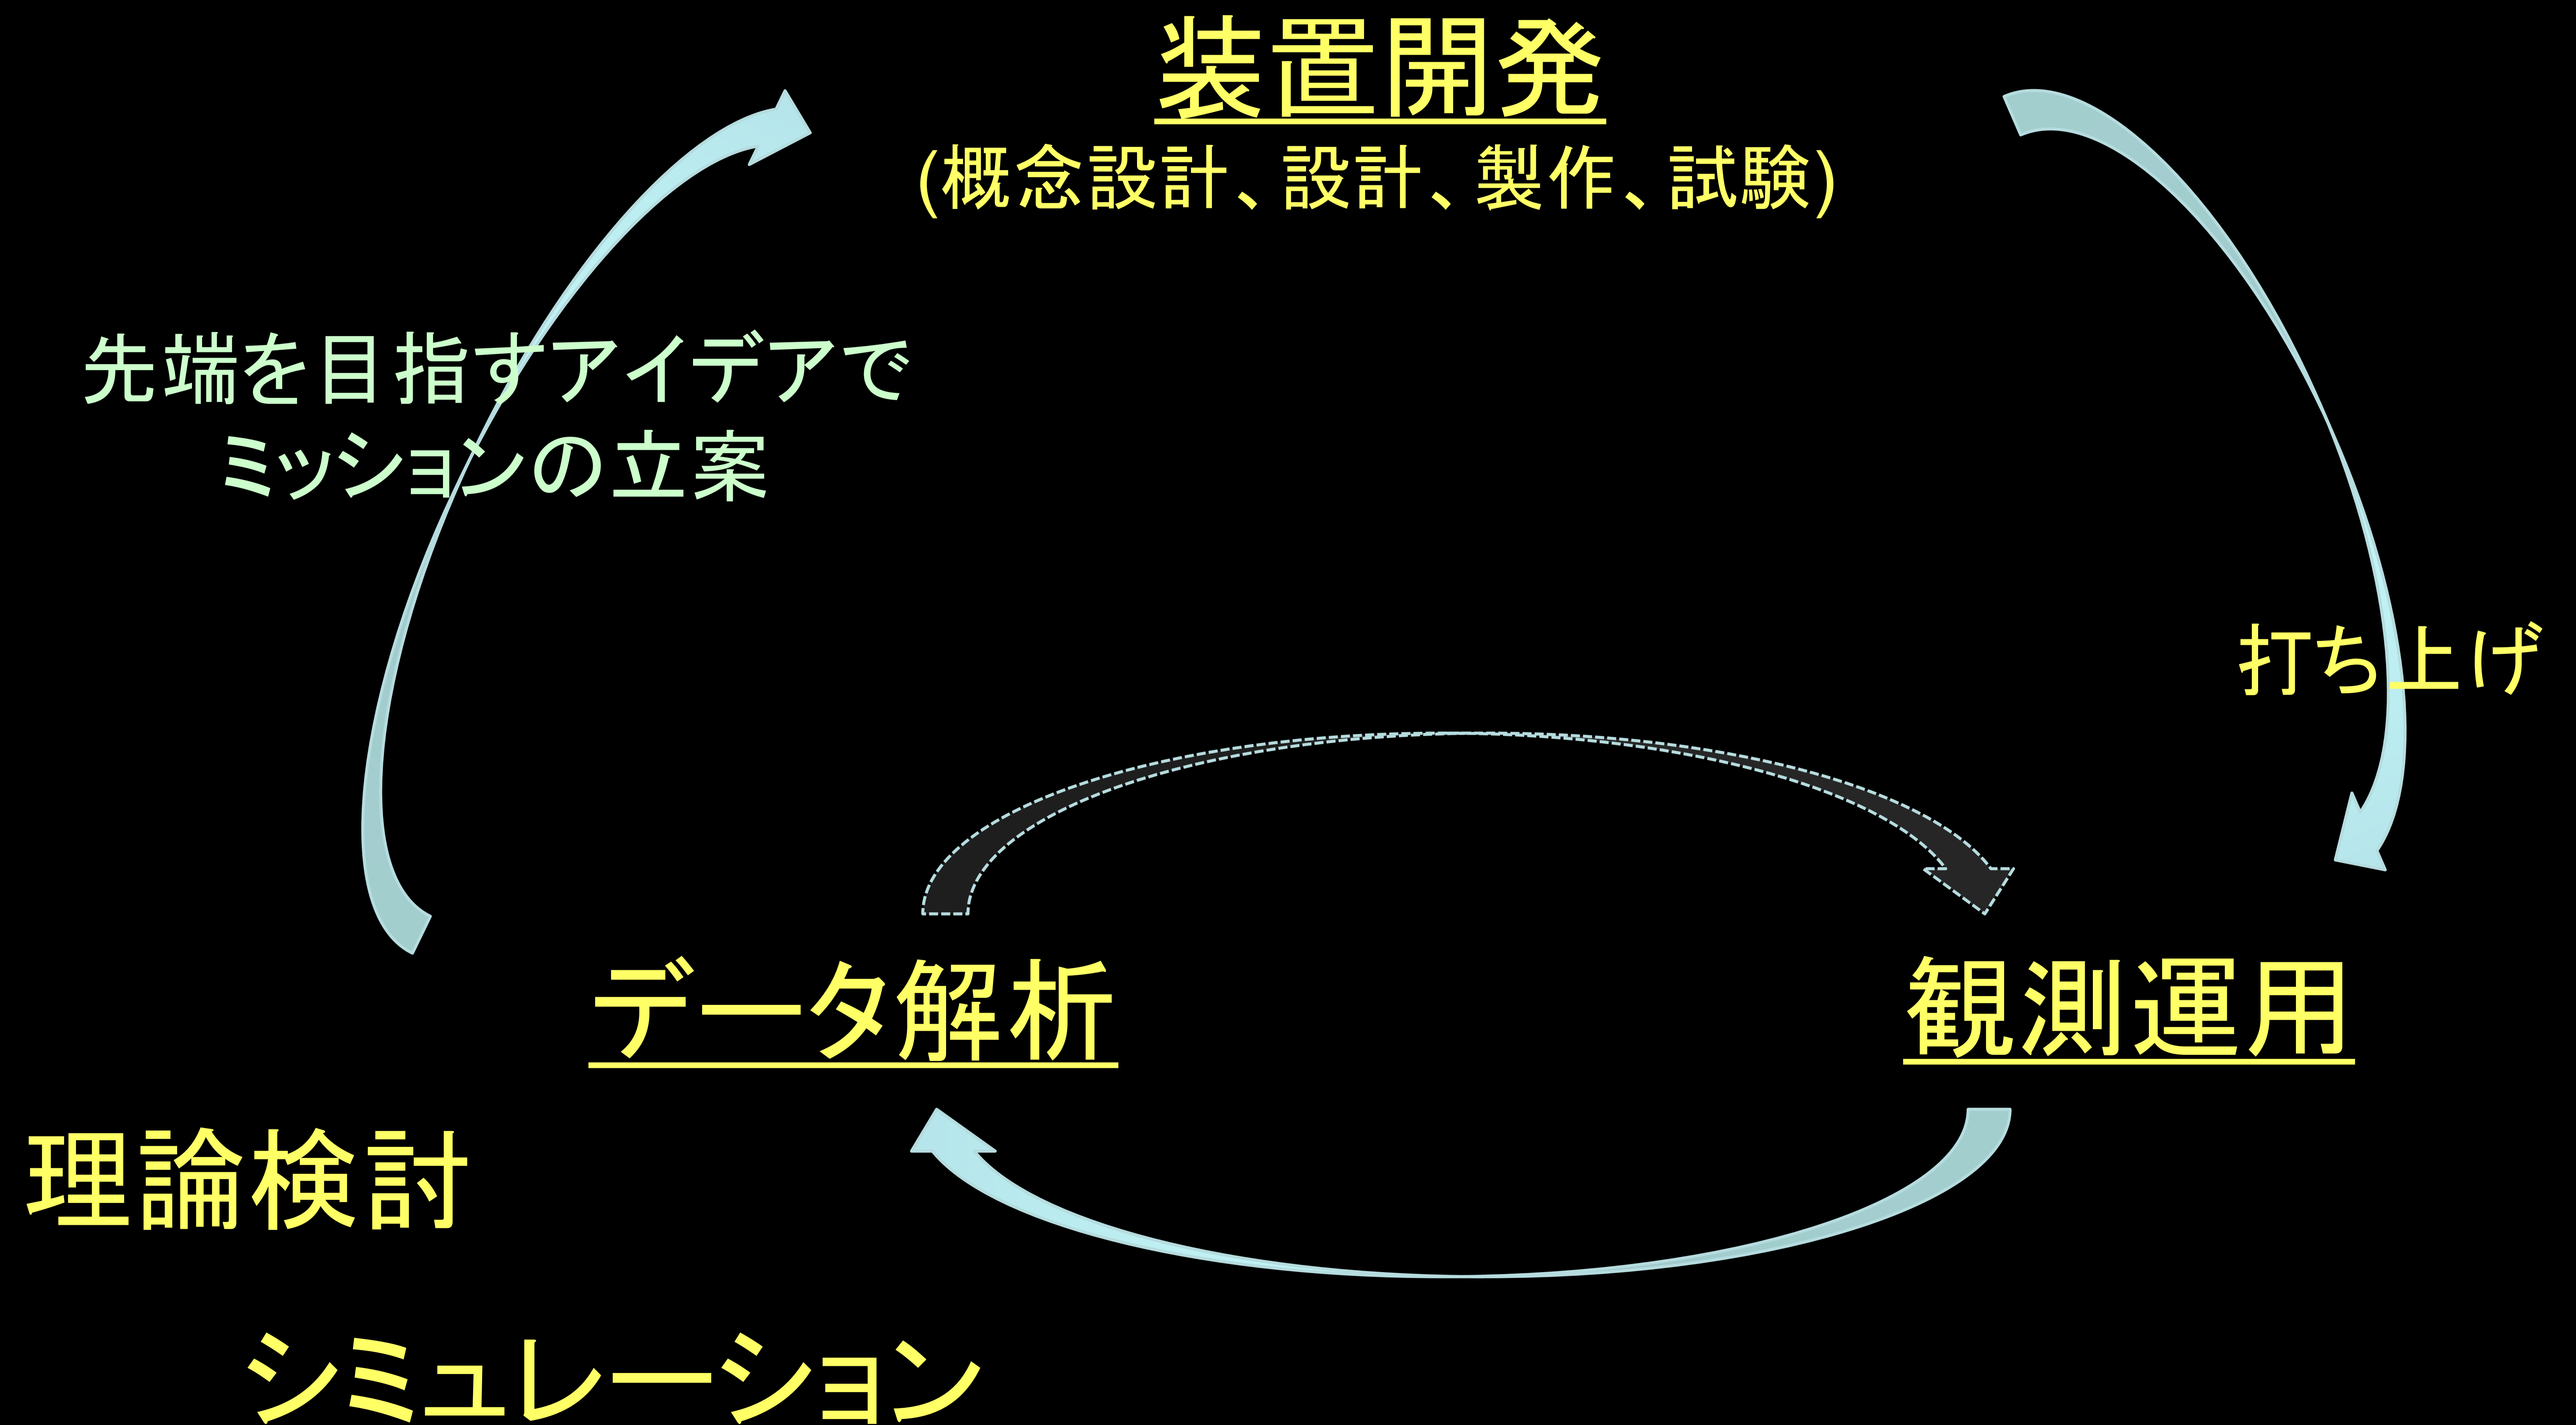 装置開発
(概念設計、設計、製作、試験)
先端を目指すアイデアで
ミッションの立案
打ち上げ
データ解析
観測運用
理論検討
シミュレーション